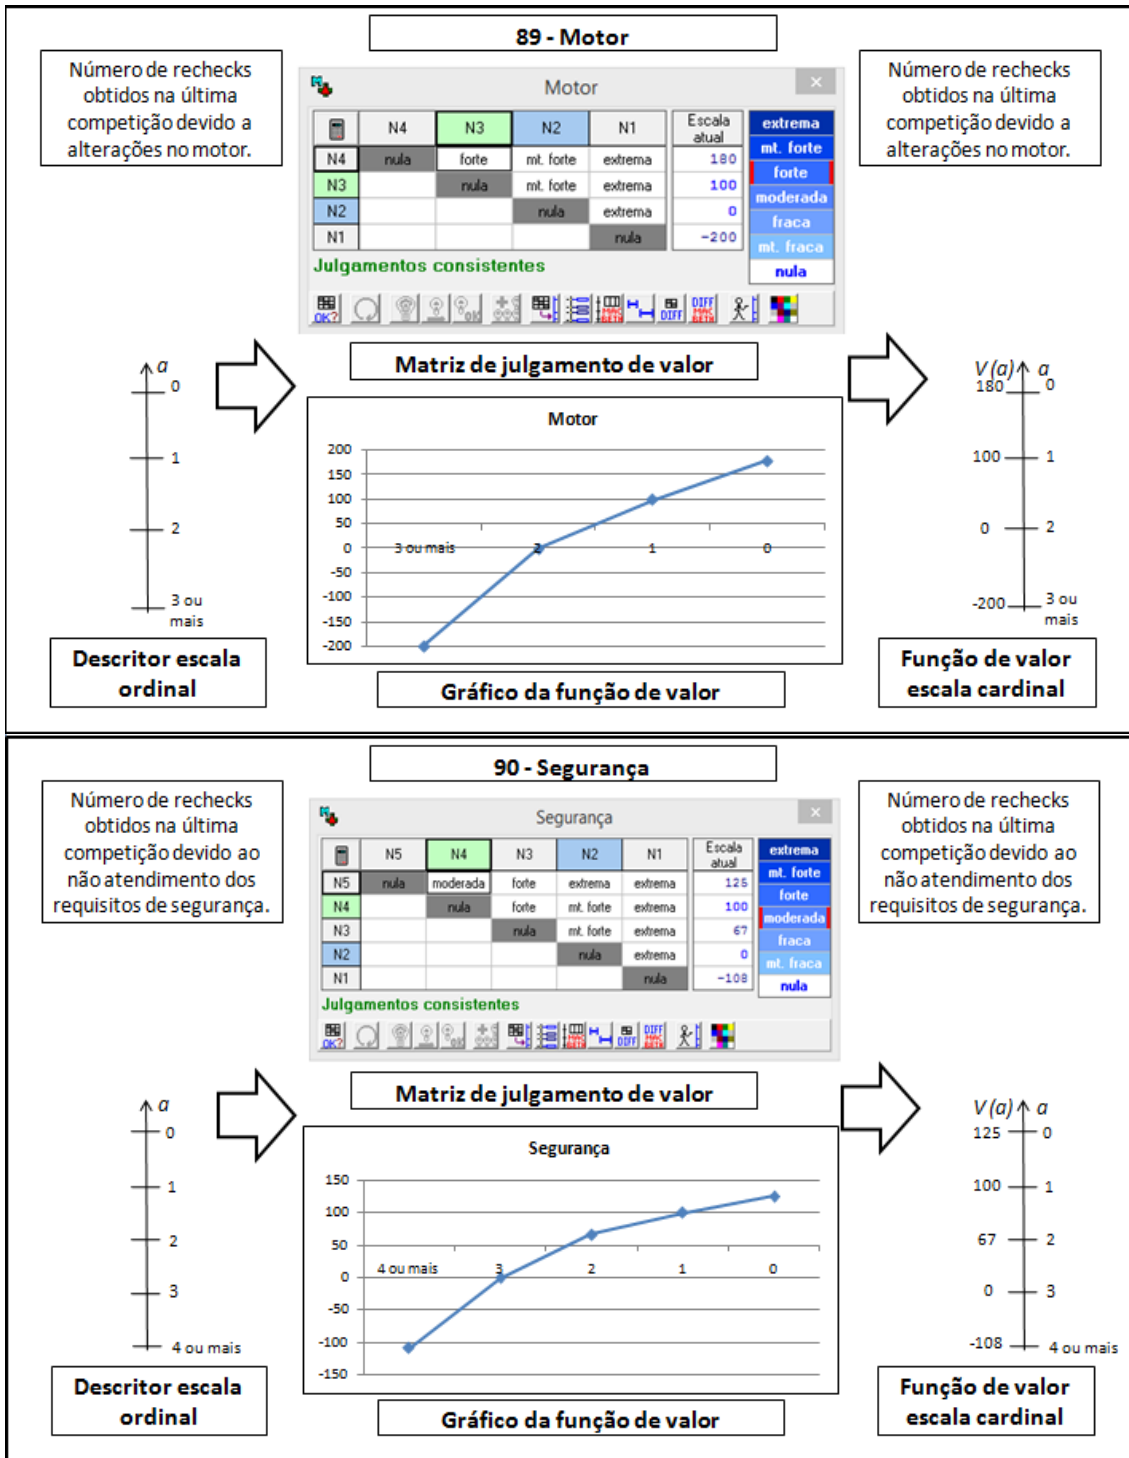 89 - Motor
Número de rechecks
obtidos na última
competição devido a
alterações no motor.
Motor
N4 N3 N2 N1 Escala atual
N4 nula forte mt. forte extrema 180
N3 nula mt. forte extrema 100
N2 nula extrema 0
N1 nula -200
Julgamentos consistentes
OK? OK DIFF DIFF MAC BETH
extrema
mt. forte
forte
moderada
fraca
mt. fraca
nula
Número de rechecks
obtidos na última
competição devido a
alterações no motor.
a
0
1
2
3 ou
mais
Descritor escala
ordinal
Matriz de julgamento de valor
Motor
200
150
100
50
0
-50
-100
-150
-200
3 ou mais 2 1 0
Gráfico da função de valor
V(a) a
180 0
100 1
0 2
-200 3 ou
mais
Função de valor
escala cardinal
90 - Segurança
Número de rechecks
obtidos na última
competição devido ao
não atendimento dos
requisitos de segurança.
Segurança
N5 N4 N3 N2 N1 Escala atual
N5 nula moderada forte extrema extrema 125
N4 nula forte mt. forte extrema 100
N3 nula mt. forte extrema 67
N2 nula extrema 0
N1 nula -108
Julgamentos consistentes
OK? OK DIFF DIFF MAC BETH
extrema
mt. forte
forte
moderada
fraca
mt. fraca
nula
Número de rechecks
obtidos na última
competição devido ao
não atendimento dos
requisitos de segurança.
a
0
1
2
3
4 ou mais
Descritor escala
ordinal
Matriz de julgamento de valor
Segurança
150
100
50
0
-50
-100
-150
4 ou mais 3 2 1 0
Gráfico da função de valor
V(a) a
125 0
100 1
67 2
0 3
-108 4 ou mais
Função de valor
escala cardinal